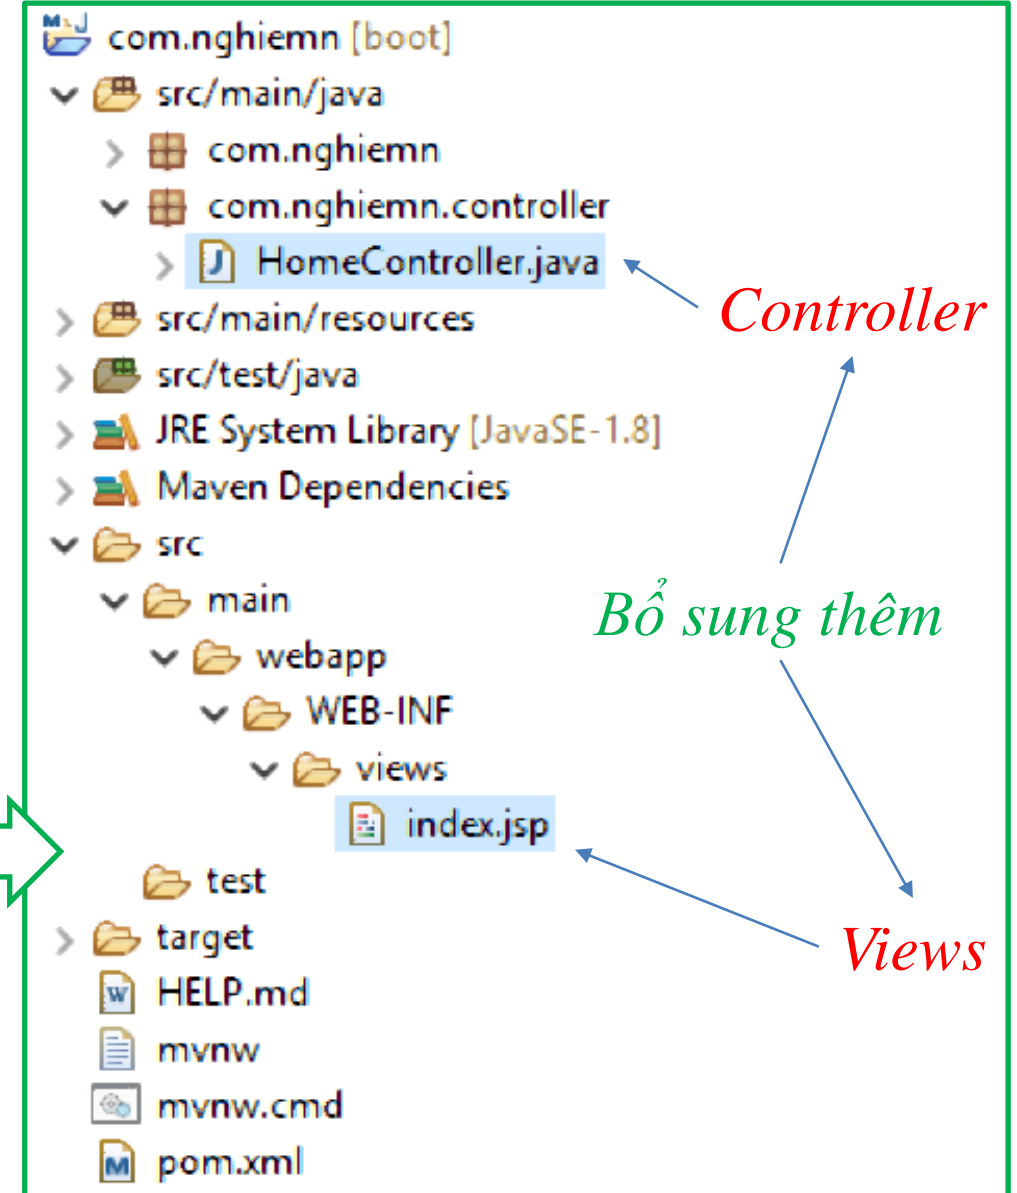 com.nghiemn [boot]
src/main/java
com.nghiemn
com.nghiemn.controller
HomeController.java
Controller
src/main/resources
src/test/java
JRE System Library [JavaSE-1.8]
Maven Dependencies
src
main
Bổ sung thêm
webapp
WEB-INF
views
index.jsp
test
target
Views
HELP.md
mvnw
mvnw.cmd
pom.xml